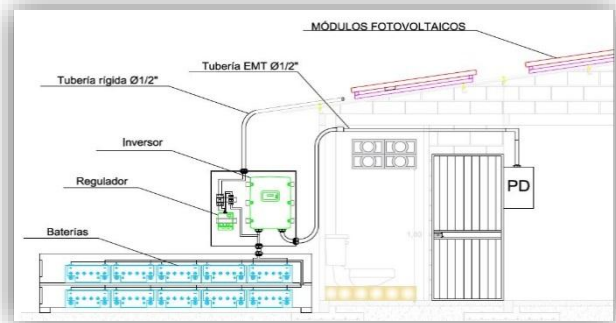 MÓDULOS FOTOVOLTAICOS
Tubería EMT Ø1/2"
Tubería rígida Ø1/2"
Inversor
Regulador
PD
Baterías